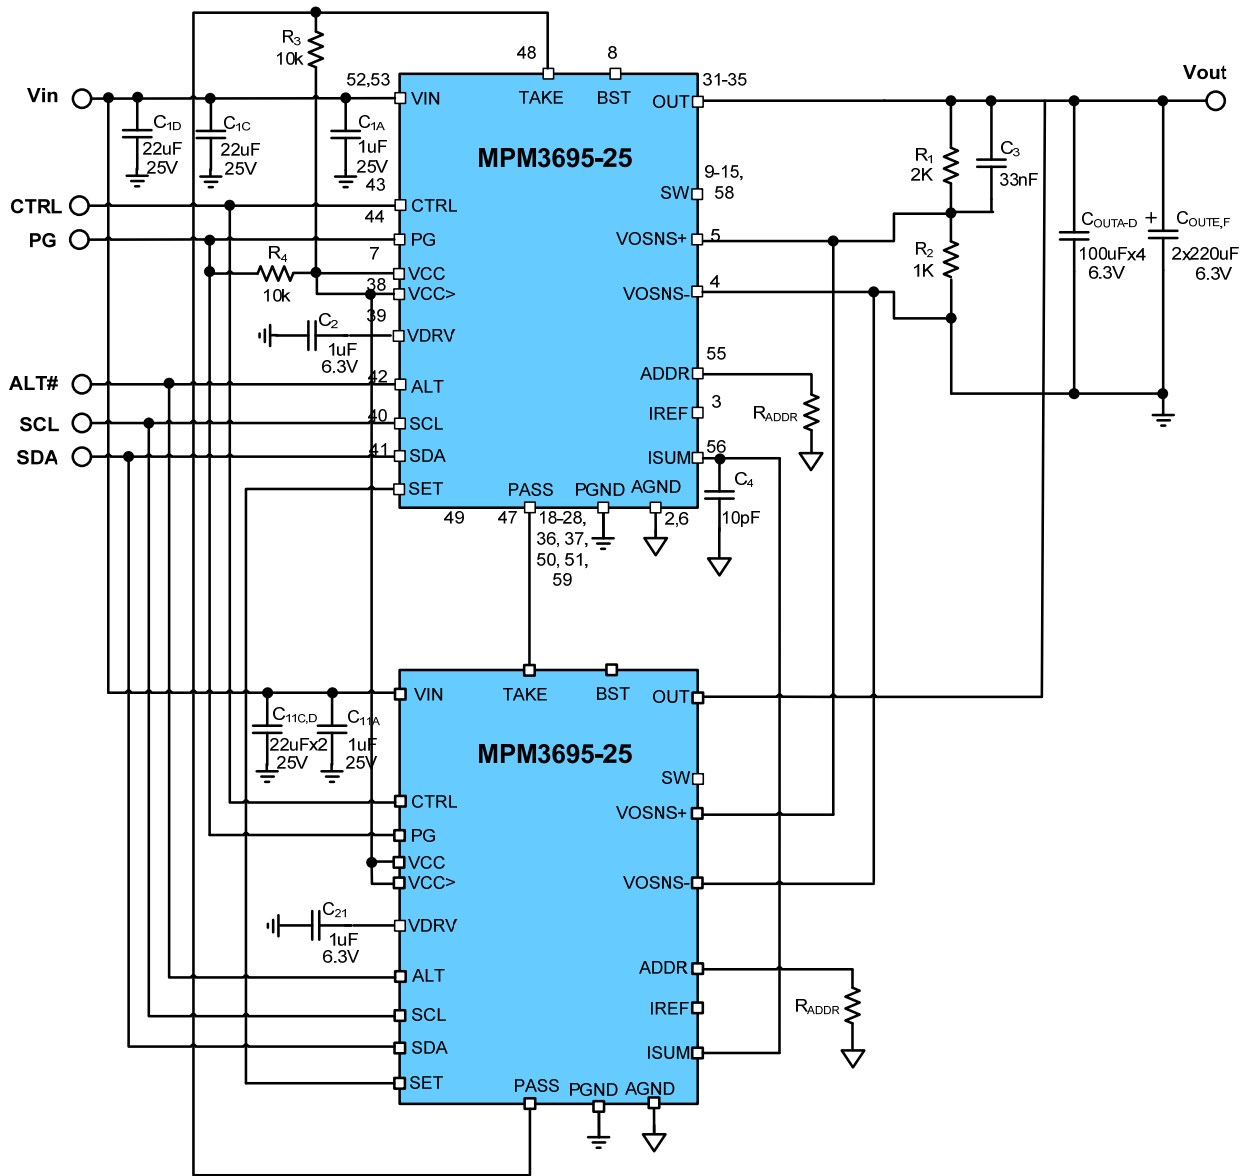 R3
10k
48
8
52,53
31-35
Vin
Vout
VIN
TAKE
BST
OUT
C1D
22uF
25V
C1C
22uF
25V
C1A
1uF
25V
MPM3695-25
R1
2K
C3
33nF
43
9-15,
58
SW
CTRL
CTRL
44
PG
PG
VOSNS+
5
COUTA-D
100uFx4
6.3V
+
COUTE,F
2x220uF
6.3V
R4
10k
7
VCC
38
VCC>
VOSNS-
4
R2
1K
39
C2
1uF
6.3V
VDRV
55
ALT#
42
ALT
ADDR
RADDR
SCL
40
SCL
IREF
3
SDA
41
SDA
ISUM
56
SET
PASS
PGND
AGND
C4
10pF
49
47
18-28,
36, 37,
50, 51,
59
2,6
VIN
TAKE
BST
OUT
C11C,D
22uFx2
25V
C11A
1uF
25V
MPM3695-25
SW
CTRL
VOSNS+
PG
VCC
VCC>
VOSNS-
C21
1uF
6.3V
VDRV
ALT
ADDR
RADDR
SCL
IREF
SDA
ISUM
SET
PASS
PGND
AGND